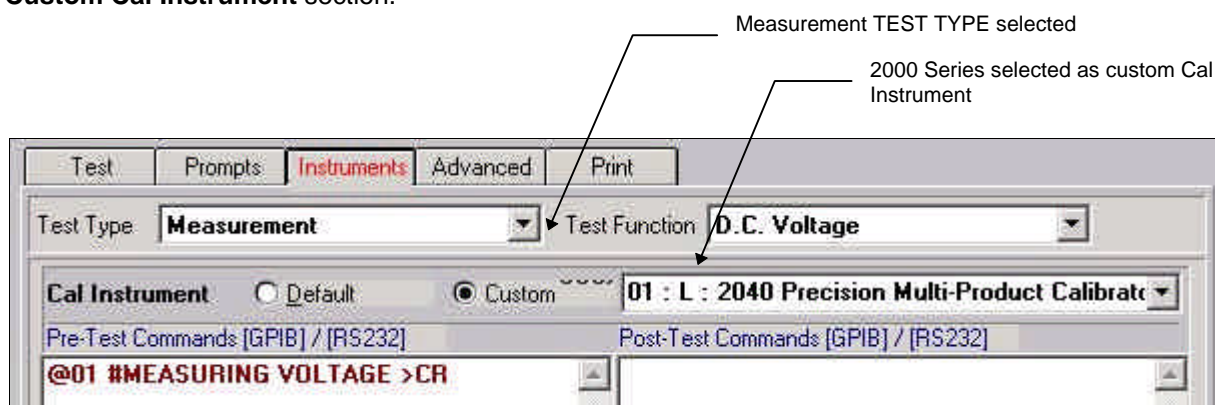 Custom Cal Instrument section.
Measurement TEST TYPE selected
2000 Series selected as custom Cal
Instrument
Test Prompts Instruments Advanced Print
Test Type Measurement Test Function D.C. Voltage
Cal Instrument Default Custom 01 : L : 2040 Precision Multi-Product Calibrate
Pre-Test Commands [GPIB] / [RS232] Post-Test Commands [GPIB] / [RS232]
@01 #MEASURING VOLTAGE >CR